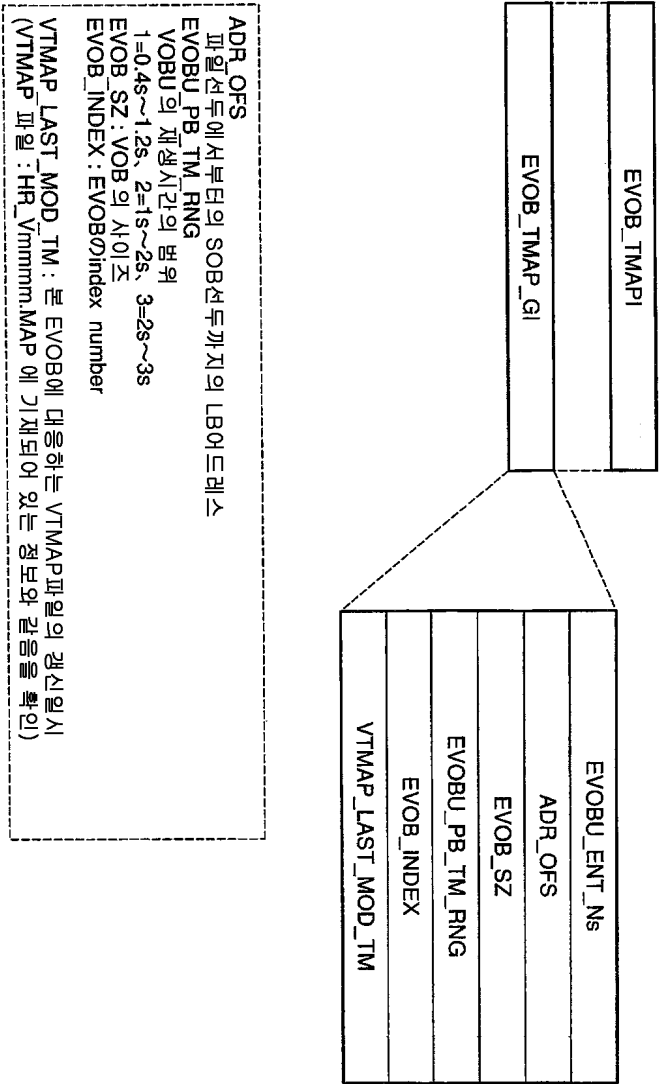 EVOB_TMAPI
EVOB_TMAP_GI
EVOBU_ENT_Ns
ADR_OFS
EVOB_SZ
EVOBU_PB_TM_RNG
EVOB_INDEX
VTMAP_LAST_MOD_TM
ADR_OFS
파일선두에서부터의 SOB선두까지의 LB어드레스
EVOBU_PB_TM_RNG
VOBU의 재생시간의 범위
1=0.4s～1.2s、2=1s～2s、3=2s～3s
EVOB_SZ : VOB의 사이즈
EVOB_INDEX : EVOBのindex number
VTMAP_LAST_MOD_TM : 본 EVOB에 대응하는 VTMAP파일의 갱신일시
(VTMAP 파일 : HR_Vmmmm.MAP 에 기재되어 있는 정보와 같음을 확인)